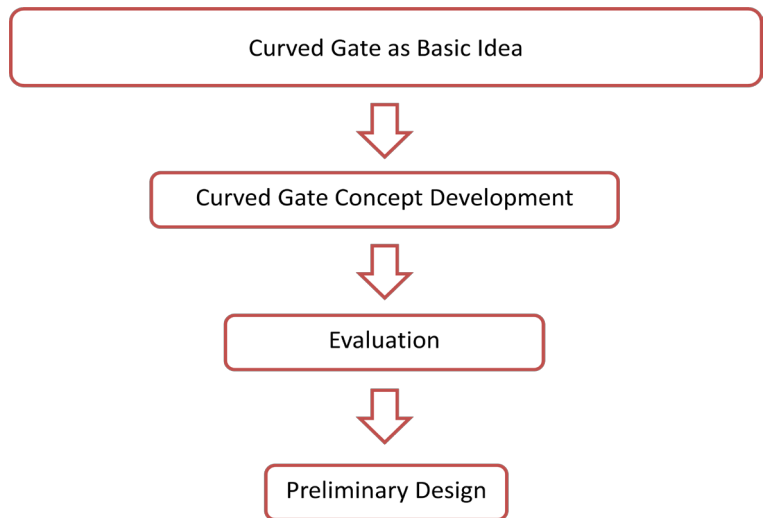 Curved Gate as Basic Idea
Curved Gate Concept Development
Evaluation
Preliminary Design